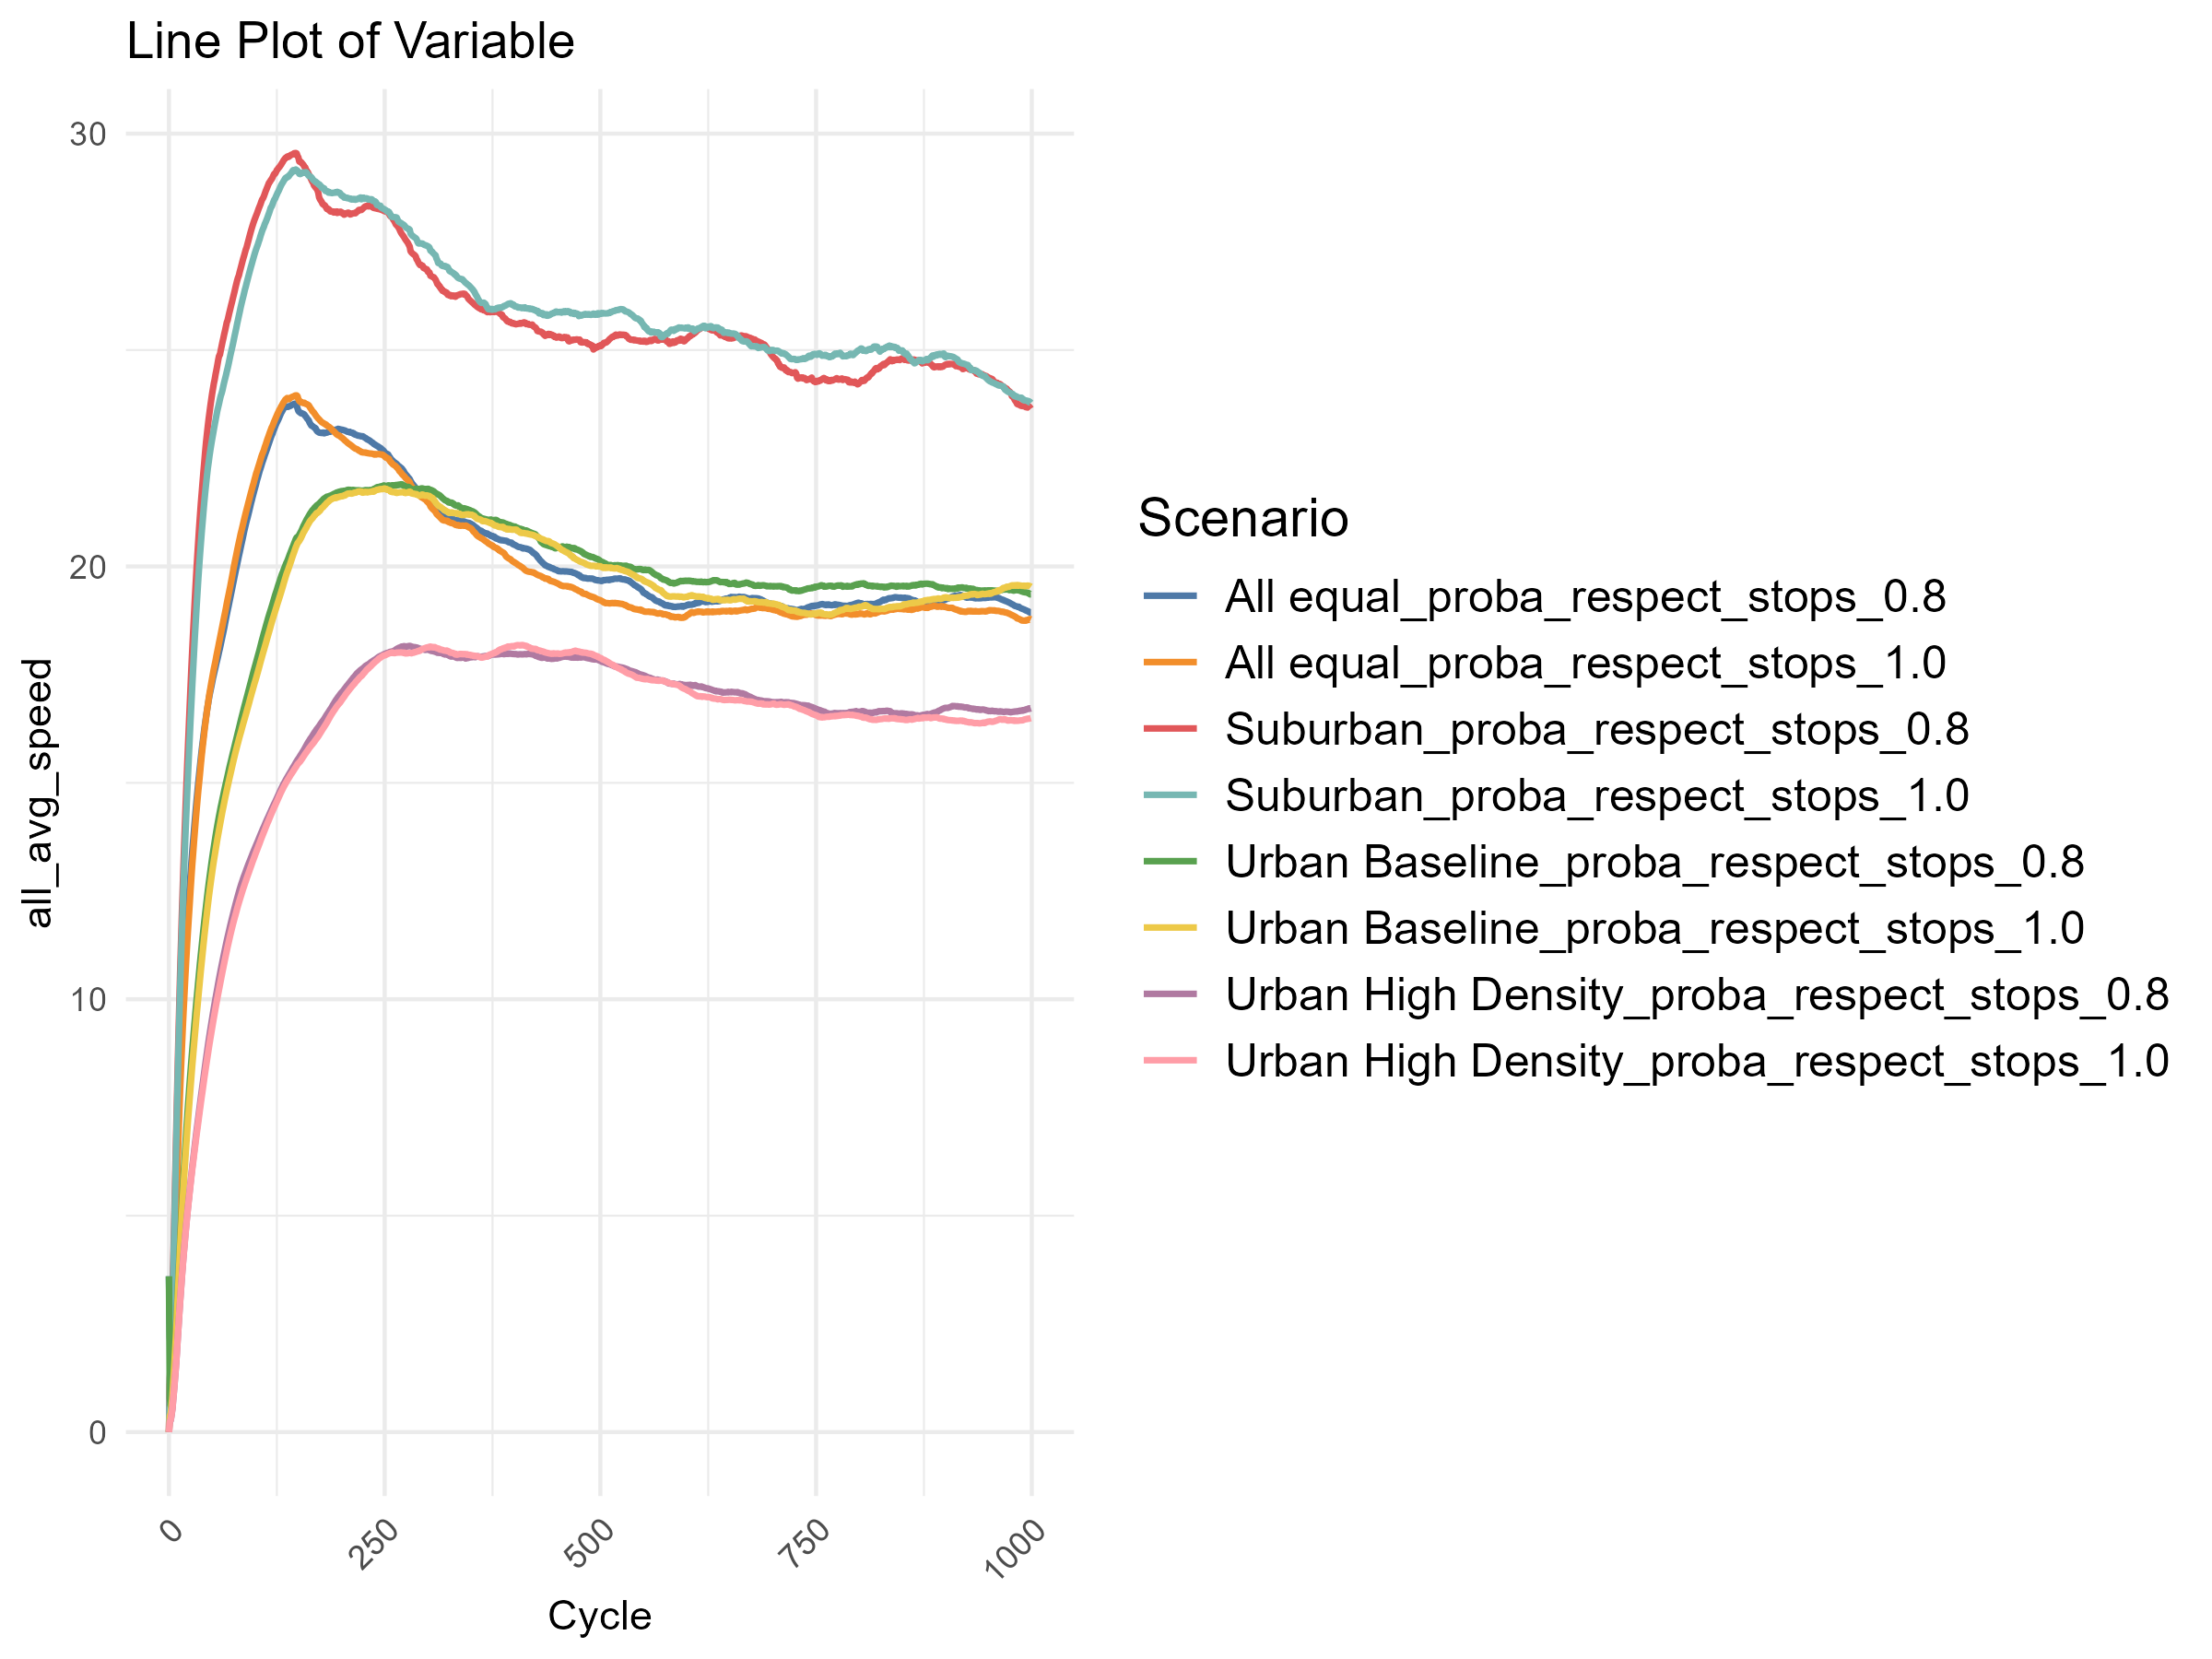 Line Plot of Variable
30
20
10
0
all_avg_speed
0
250
500
750
1000
Cycle
Scenario
All equal_proba_respect_stops_0.8
All equal_proba_respect_stops_1.0
Suburban_proba_respect_stops_0.8
Suburban_proba_respect_stops_1.0
Urban Baseline_proba_respect_stops_0.8
Urban Baseline_proba_respect_stops_1.0
Urban High Density_proba_respect_stops_0.8
Urban High Density_proba_respect_stops_1.0